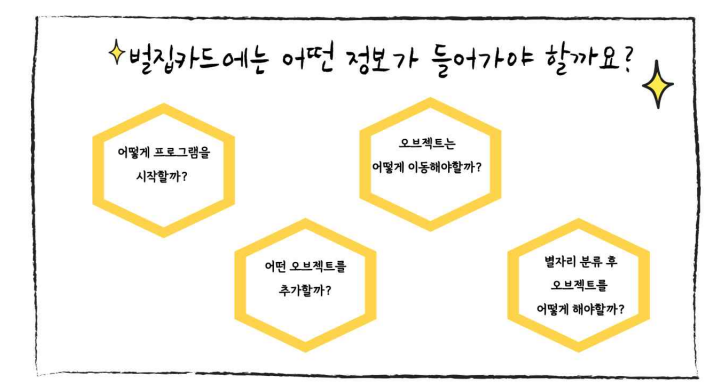 벌집카드에는 어떤 정보가 들어가야 할까요?
어떻게 프로그램을
시작할까?
오브젝트는
어떻게 이동해야할까?
어떤 오브젝트를
추가할까?
별자리 분류 후
오브젝트를
어떻게 해야할까?